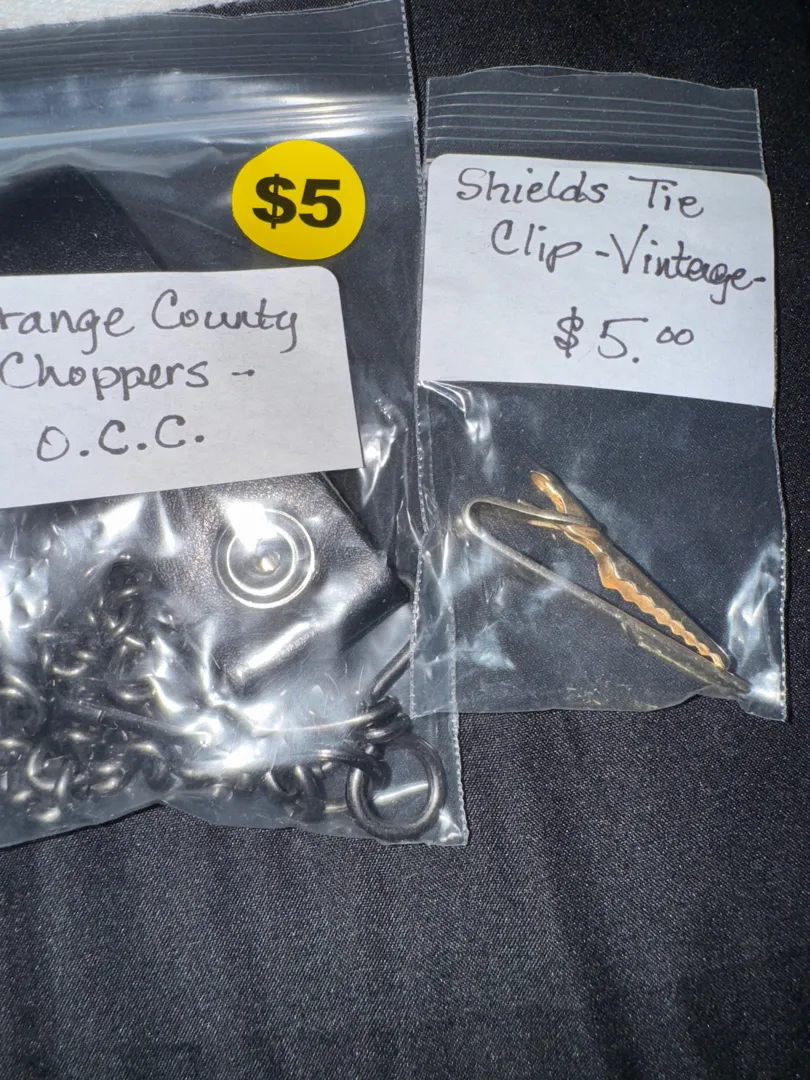 $5
range County
Choppers -
O.C.C.
Shields Tie
Clip - Vintage -
$5.00